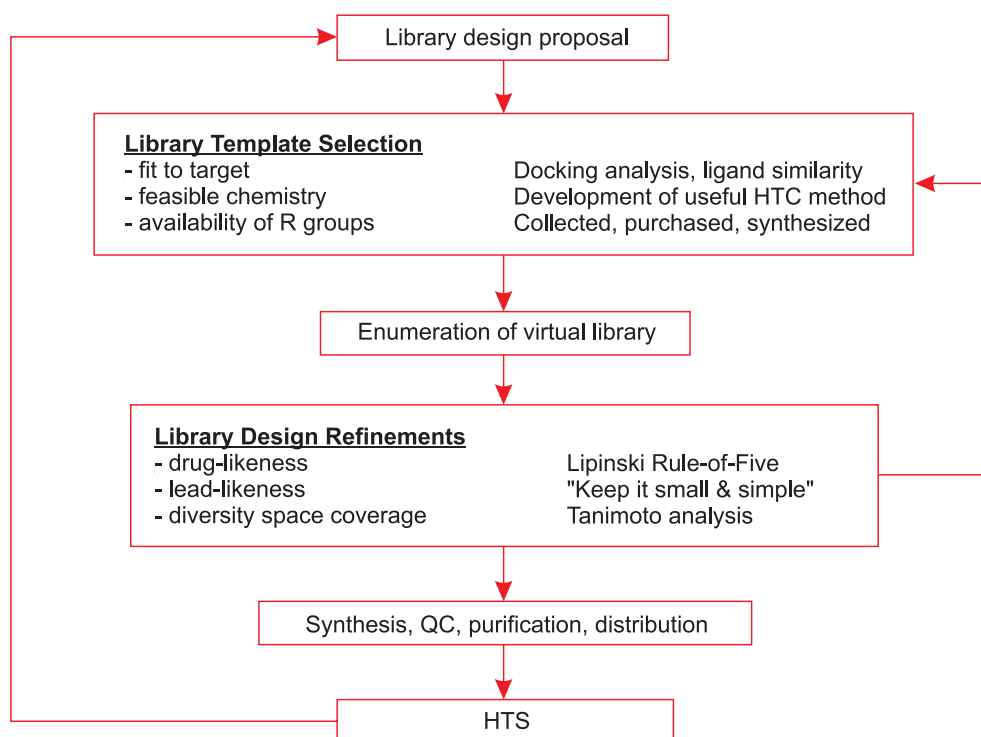 Library design proposal
Library Template Selection
- fit to target Docking analysis, ligand similarity
- feasible chemistry Development of useful HTC method
- availability of R groups Collected, purchased, synthesized
Enumeration of virtual library
Library Design Refinements
- drug-likeness Lipinski Rule-of-Five
- lead-likeness "Keep it small & simple"
- diversity space coverage Tanimoto analysis
Synthesis, QC, purification, distribution
HTS